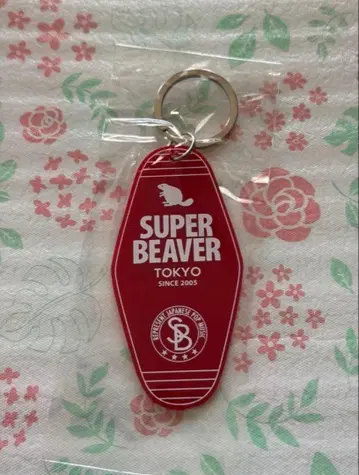 SUPER
BEAVER
TOKYO
SINCE 2005
REPRESENT JAPANESE POP MUSIC
SB